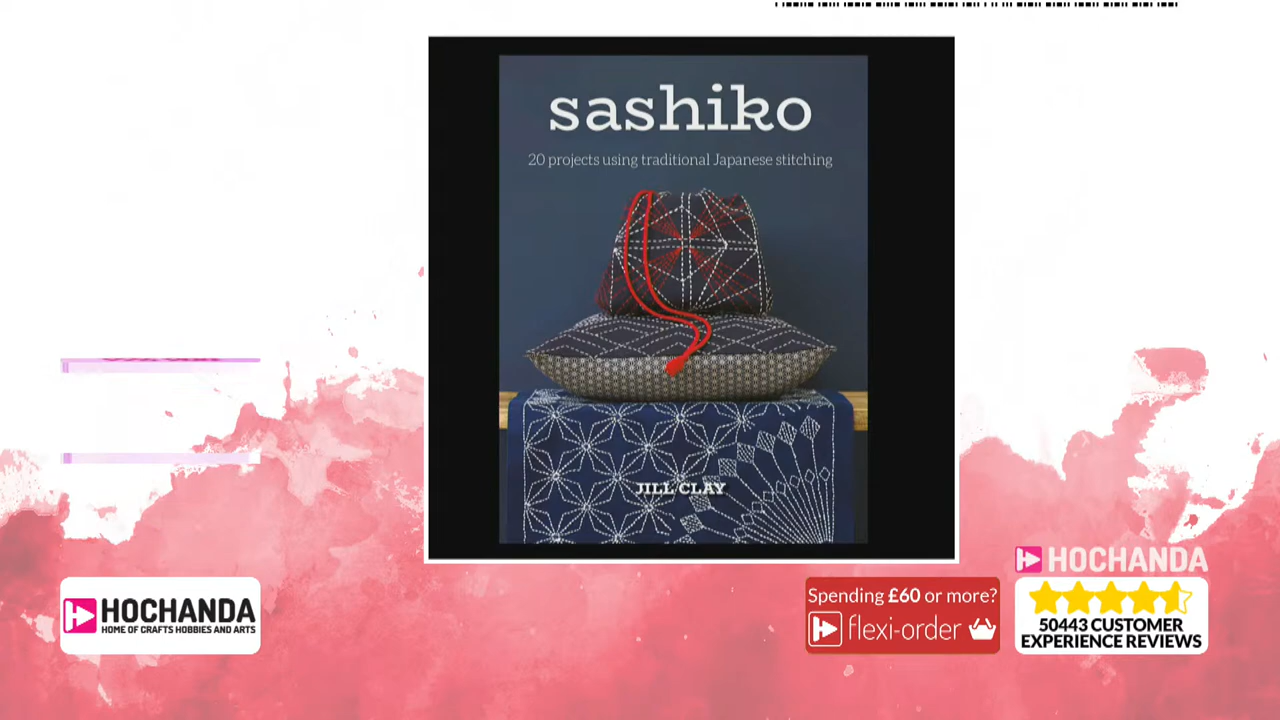 sashiko
20 projects using traditional Japanese stitching
JILL CLAY
HOCHANDA
HOME OF CRAFTS HOBBIES AND ARTS
Spending £60 or more?
flexi-order
HOCHANDA
50443 CUSTOMER
EXPERIENCE REVIEWS